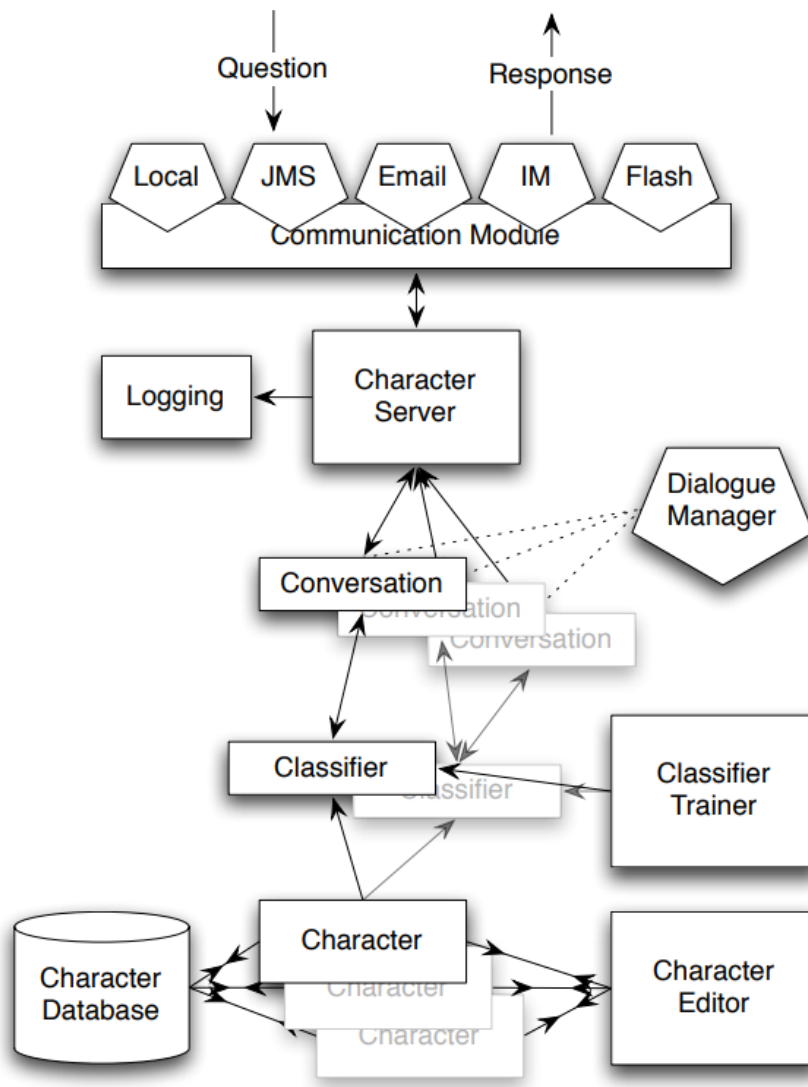 Question
Response
Local
JMS
Email
IM
Flash
Communication Module
Logging
Character
Server
Dialogue
Manager
Conversation
Conversation
Conversation
Classifier
Classifier
Classifier
Trainer
Character
Database
Character
Character
Character
Character
Editor